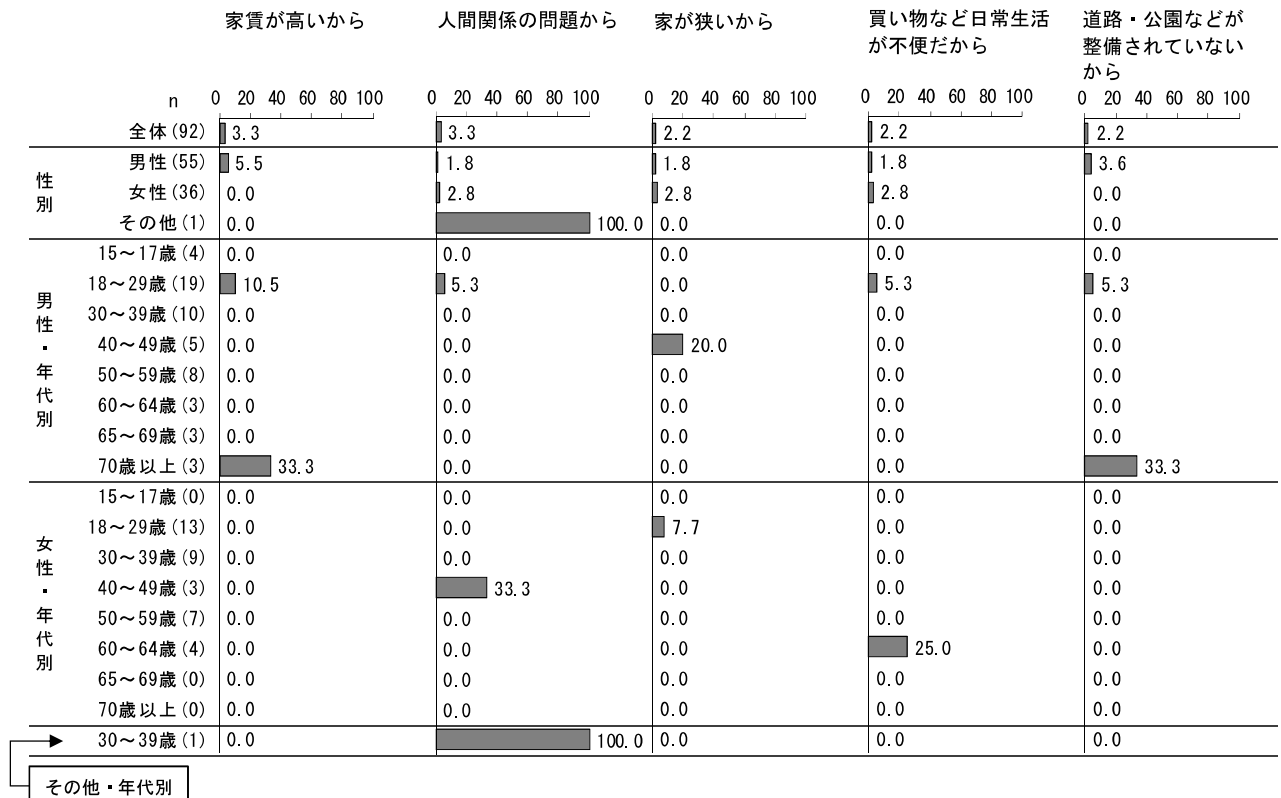 家賃が高いから 人間関係の問題から 家が狭いから 買い物など日常生活が不便だから 道路・公園などが整備されていないから
n 0 20 40 60 80 100 0 20 40 60 80 100 0 20 40 60 80 100 0 20 40 60 80 100 0 20 40 60 80 100
全体(92) 3.3 3.3 2.2 2.2 2.2
性別
男性(55) 5.5 1.8 1.8 1.8 3.6
女性(36) 0.0 2.8 2.8 2.8 0.0
その他(1) 0.0 100.0 0.0 0.0 0.0
男性・年代別
15～17歳(4) 0.0 0.0 0.0 0.0 0.0
18～29歳(19) 10.5 5.3 0.0 5.3 5.3
30～39歳(10) 0.0 0.0 0.0 0.0 0.0
40～49歳(5) 0.0 0.0 20.0 0.0 0.0
50～59歳(8) 0.0 0.0 0.0 0.0 0.0
60～64歳(3) 0.0 0.0 0.0 0.0 0.0
65～69歳(3) 0.0 0.0 0.0 0.0 0.0
70歳以上(3) 33.3 0.0 0.0 0.0 33.3
女性・年代別
15～17歳(0) 0.0 0.0 0.0 0.0 0.0
18～29歳(13) 0.0 0.0 7.7 0.0 0.0
30～39歳(9) 0.0 0.0 0.0 0.0 0.0
40～49歳(3) 0.0 33.3 0.0 0.0 0.0
50～59歳(7) 0.0 0.0 0.0 0.0 0.0
60～64歳(4) 0.0 0.0 0.0 25.0 0.0
65～69歳(0) 0.0 0.0 0.0 0.0 0.0
70歳以上(0) 0.0 0.0 0.0 0.0 0.0
30～39歳(1) 0.0 100.0 0.0 0.0 0.0
その他・年代別